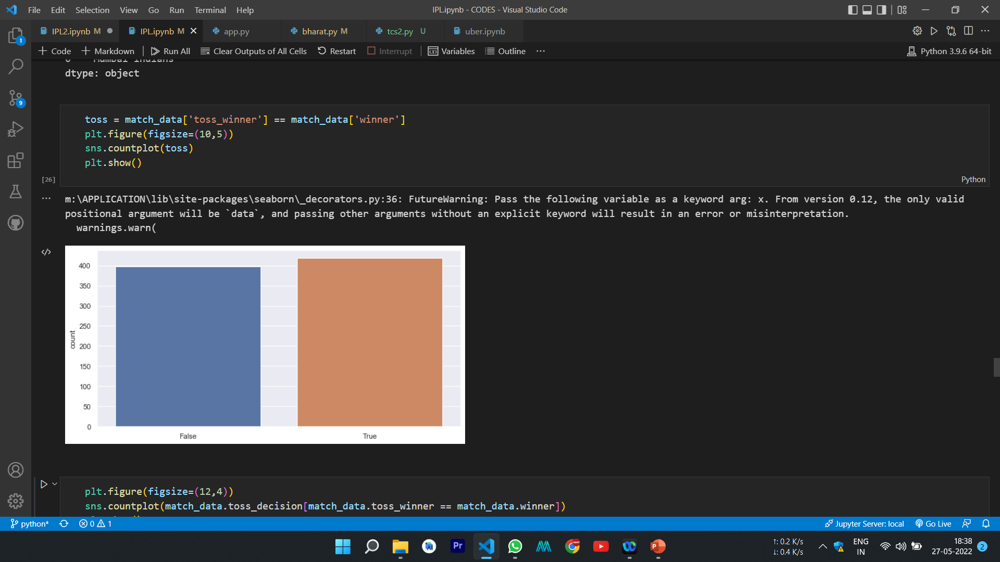 File Edit Selection View Go Run Terminal Help
IPL.ipynb - CODES - Visual Studio Code
IPL2.ipynb M
IPL.ipynb M
app.py
bharat.py M
tcs2.py U
uber.ipynb
Code Markdown Run All Clear Outputs of All Cells Restart Interrupt Variables Outline ...
Python 3.9.6 64-bit
Mumbai Indians
dtype: object
toss = match_data['toss_winner'] == match_data['winner']
plt.figure(figsize=(10,5))
sns.countplot(toss)
plt.show()
[26]
Python
m:\APPLICATION\lib\site-packages\seaborn\_decorators.py:36: FutureWarning: Pass the following variable as a keyword arg: x. From version 0.12, the only valid
positional argument will be `data`, and passing other arguments without an explicit keyword will result in an error or misinterpretation.
warnings.warn(
400
350
300
250
200
150
100
50
0
count
False
True
plt.figure(figsize=(12,4))
sns.countplot(match_data.toss_decision[match_data.toss_winner == match_data.winner])
python* 0 1
Jupyter Server: local Go Live
1
9
Pr
P
↑: 0.2 K/s
↓: 0.4 K/s
ENG
IN
18:38
27-05-2022
2